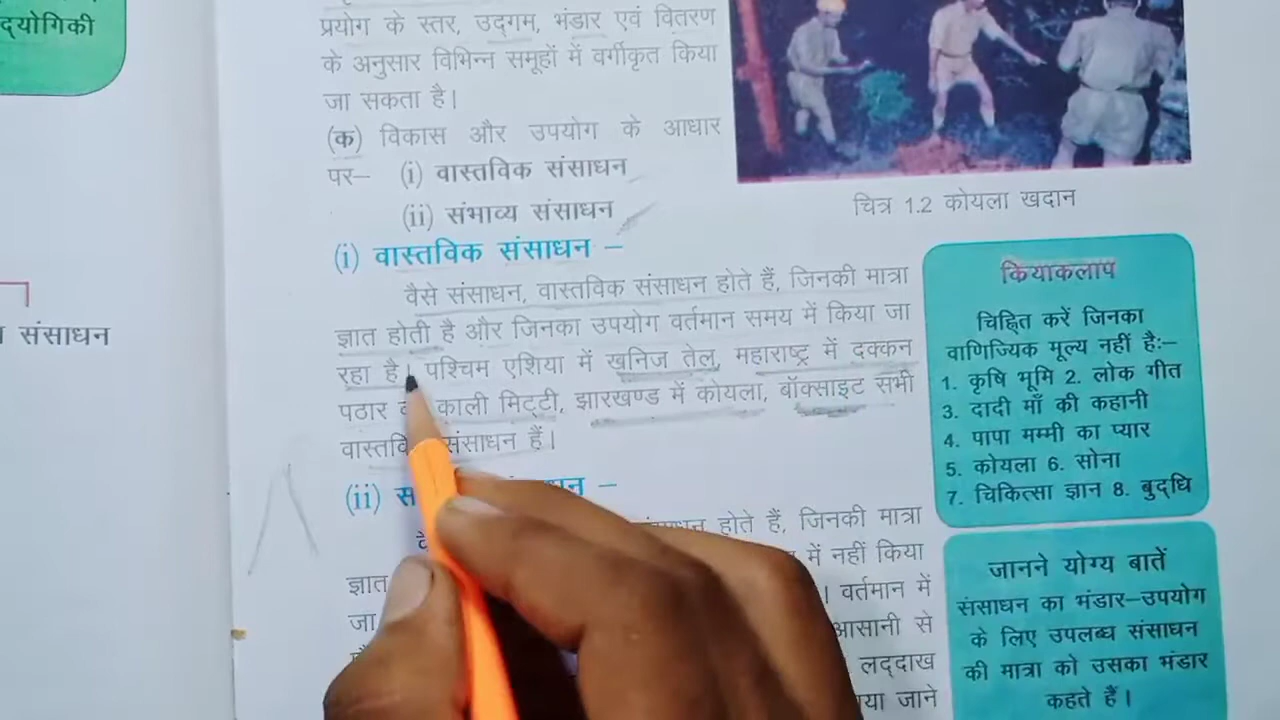 द्योगिकी
संसाधन
प्रयोग के स्तर, उद्गम, भंडार एवं वितरण
के अनुसार विभिन्न समूहों में वर्गीकृत किया
जा सकता है।
(क) विकास और उपयोग के आधार
पर– (i) वास्तविक संसाधन
(ii) संभाव्य संसाधन
(i) वास्तविक संसाधन –
वैसे संसाधन, वास्तविक संसाधन होते हैं, जिनकी मात्रा
ज्ञात होती है और जिनका उपयोग वर्तमान समय में किया जा
रहा है। पश्चिम एशिया में खनिज तेल, महाराष्ट्र में दक्कन
पठार काली मिट्टी, झारखण्ड में कोयला, बॉक्साइट सभी
संसाधन हैं।
(ii)
होते हैं, जिनकी मात्रा
ज्ञात में नहीं किया
जा । वर्तमान में
आसानी से
लद्दाख
जाने
चित्र 1.2 कोयला खदान
कियाकलाप
चिह्नित करें जिनका
वाणिज्यिक मूल्य नहीं है:–
1. कृषि भूमि 2. लोक गीत
3. दादी माँ की कहानी
4. पापा मम्मी का प्यार
5. कोयला 6. सोना
7. चिकित्सा ज्ञान 8. बुद्धि
जानने योग्य बातें
संसाधन का भंडार–उपयोग
के लिए उपलब्ध संसाधन
की मात्रा को उसका भंडार
कहते हैं।